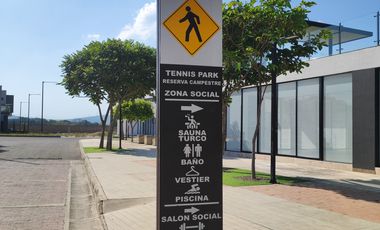 TENNIS PARK
RESERVA CAMPESTRE
ZONA SOCIAL
SAUNA
TURCO
BAÑO
VESTIER
PISCINA
SALON SOCIAL